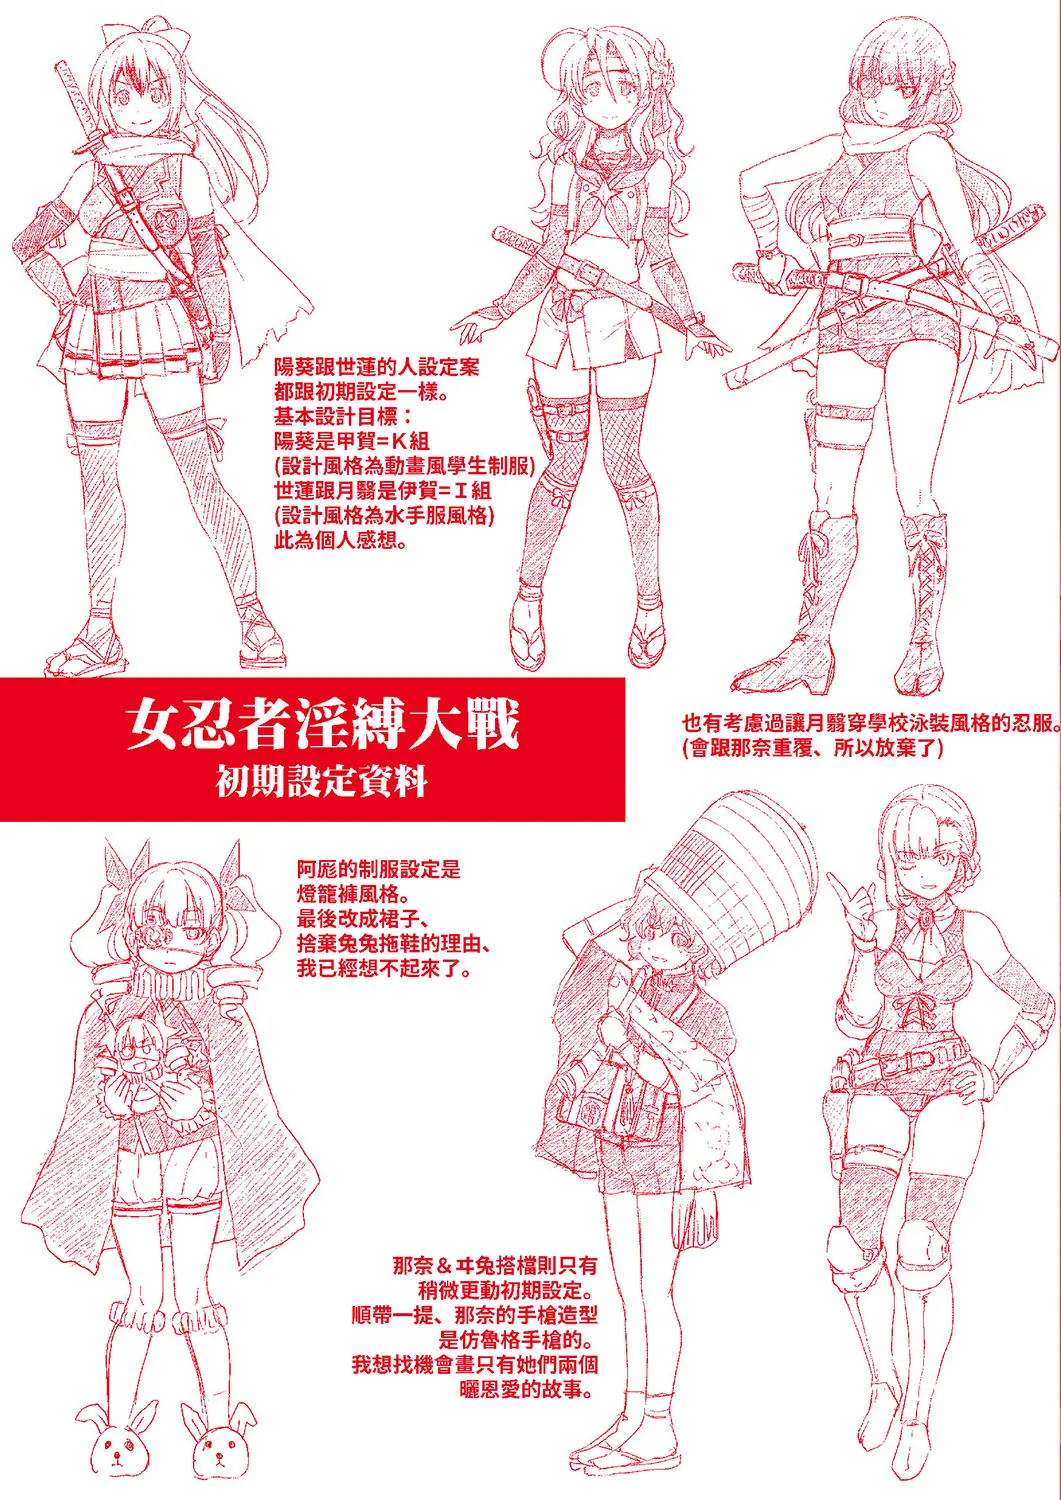 陽葵跟世蓮的人設定案
都跟初期設定一樣。
基本設計目標：
陽葵是甲賀=K組
(設計風格為動畫風學生制服)
世蓮跟月翳是伊賀=I組
(設計風格為水手服風格)
此為個人感想。
女忍者淫縛大戰
初期設定資料
也有考慮過讓月翳穿學校泳裝風格的忍服。
(會跟那奈重覆、所以放棄了)
阿彪的制服設定是
燈籠褲風格。
最後改成裙子、
捨棄兔兔拖鞋的理由、
我已經想不起來了。
那奈＆ヰ兔搭檔則只有
稍微更動初期設定。
順帶一提、那奈的手槍造型
是仿魯格手槍的。
我想找機會畫只有她們兩個
曬恩愛的故事。